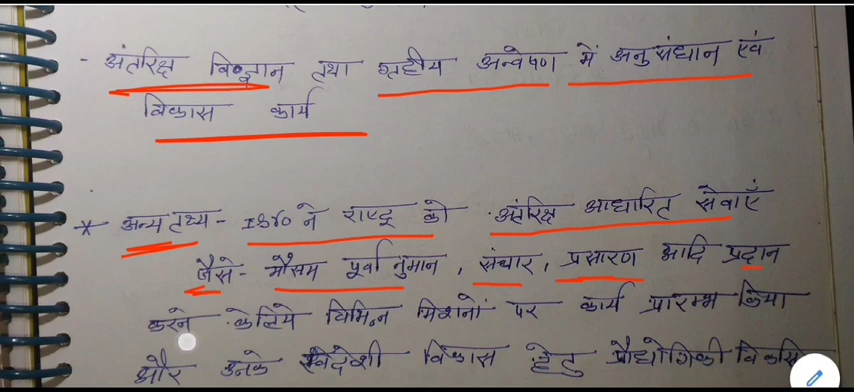 - अंतरिक्ष विज्ञान तथा ग्रहीय अन्वेषण में अनुसंधान एवं
विकास कार्य
* अन्य तथ्य - ISRO ने राष्ट्र को अंतरिक्ष आधारित सेवाएँ
जैसे - मौसम पूर्वानुमान, संचार, प्रसारण आदि प्रदान
करने के लिये विभिन्न मिशनों पर कार्य प्रारम्भ किया
और उनके स्वदेशी विकास हेतु प्रौद्योगिकी